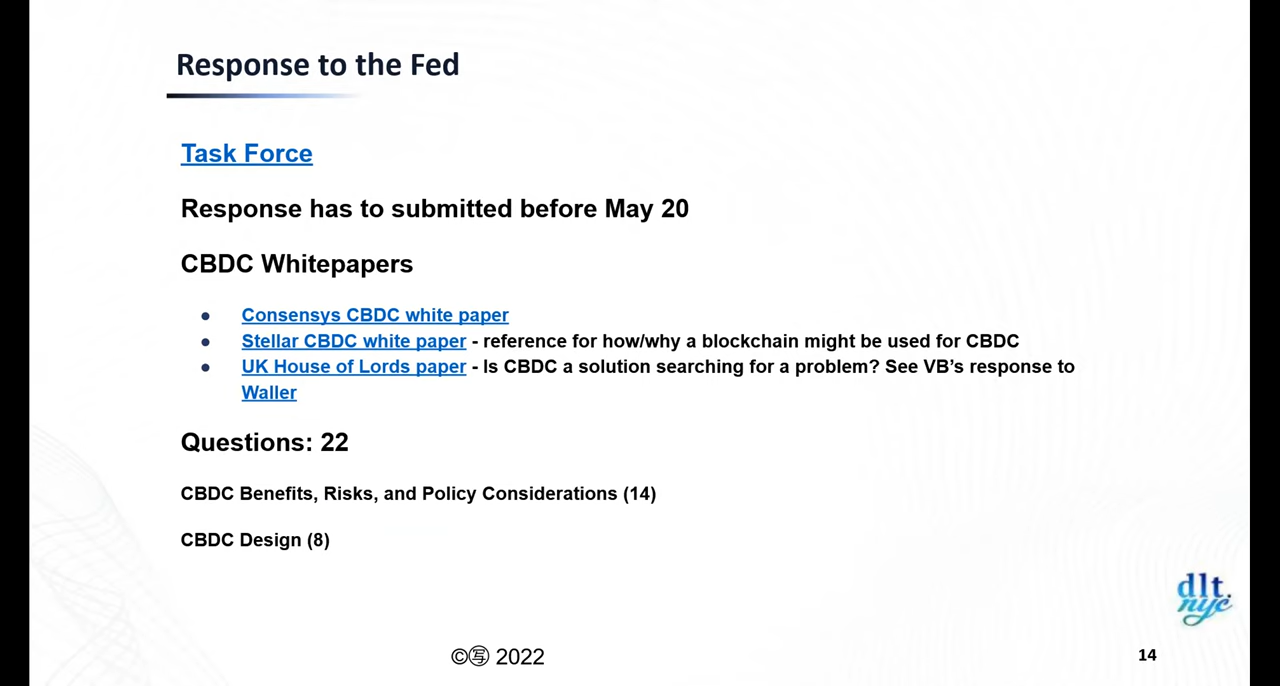 Response to the Fed
Task Force
Response has to submitted before May 20
CBDC Whitepapers
● Consensys CBDC white paper
● Stellar CBDC white paper - reference for how/why a blockchain might be used for CBDC
● UK House of Lords paper - Is CBDC a solution searching for a problem? See VB’s response to
Waller
Questions: 22
CBDC Benefits, Risks, and Policy Considerations (14)
CBDC Design (8)
dlt.
nyc
©㊢ 2022
14